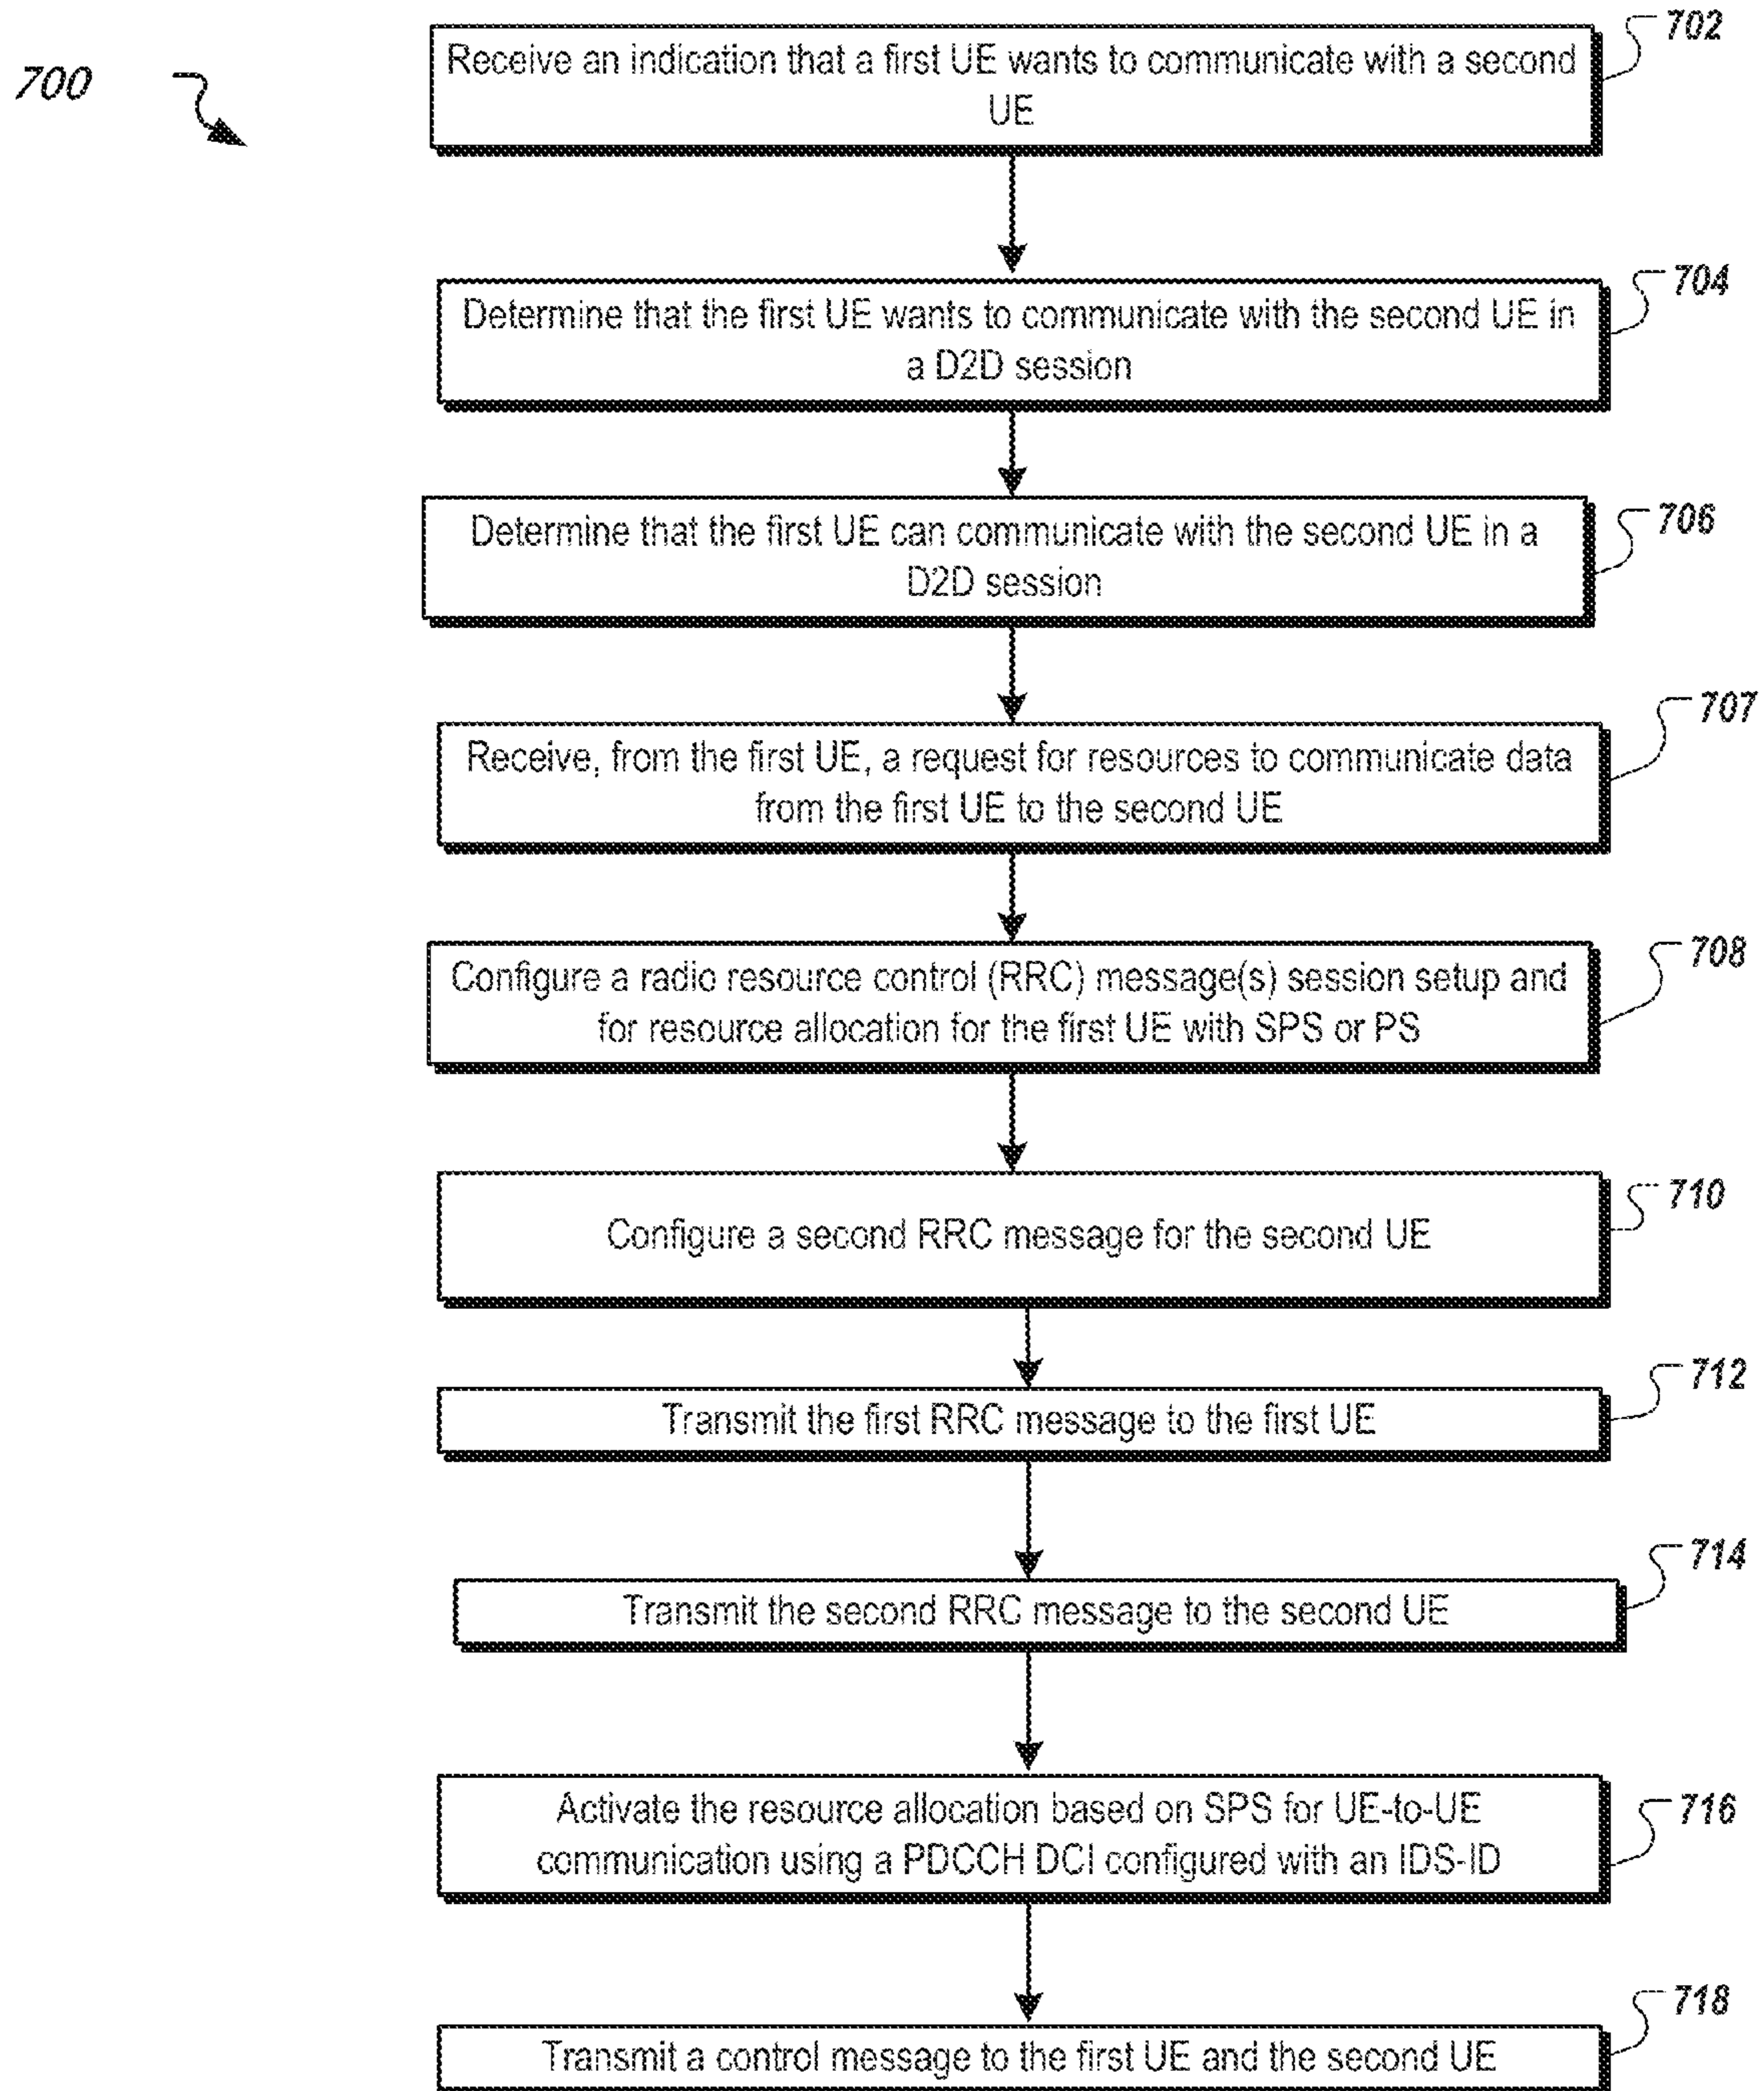 700
702
Receive an indication that a first UE wants to communicate with a second
UE
704
Determine that the first UE wants to communicate with the second UE in
a D2D session
706
Determine that the first UE can communicate with the second UE in a
D2D session
707
Receive, from the first UE, a request for resources to communicate data
from the first UE to the second UE
708
Configure a radio resource control (RRC) message(s) session setup and
for resource allocation for the first UE with SPS or PS
710
Configure a second RRC message for the second UE
712
Transmit the first RRC message to the first UE
714
Transmit the second RRC message to the second UE
716
Activate the resource allocation based on SPS for UE-to-UE
communication using a PDCCH DCI configured with an IDS-ID
718
Transmit a control message to the first UE and the second UE